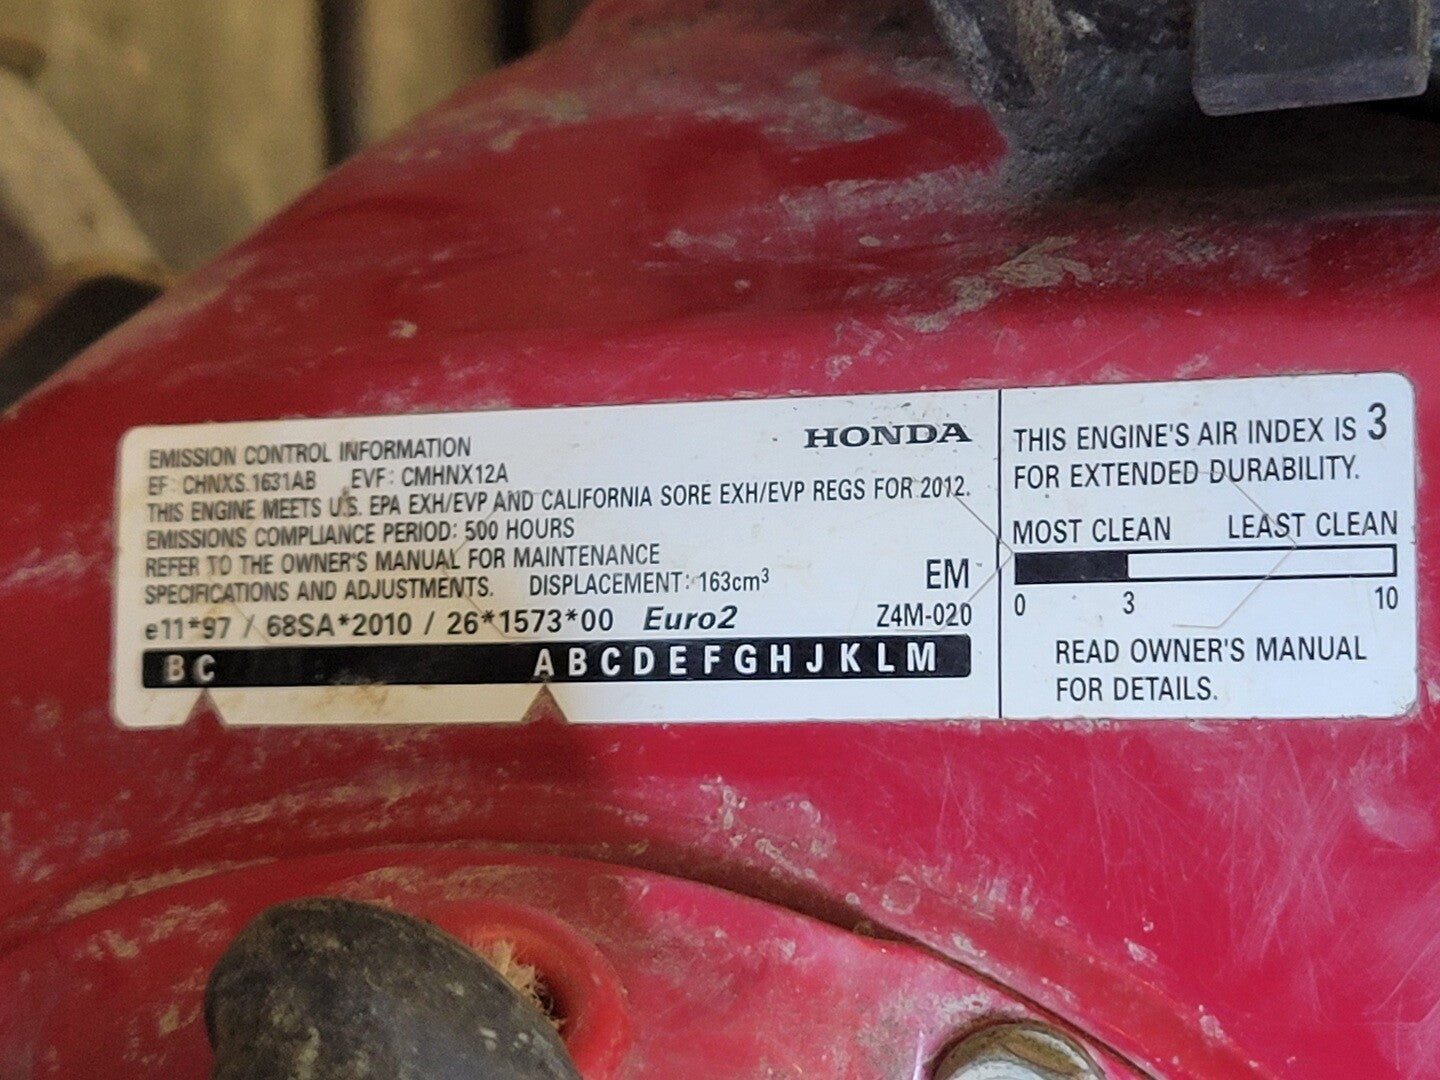 EMISSION CONTROL INFORMATION
HONDA
EF : CHNXS.1631AB EVF : CMHNX12A
THIS ENGINE MEETS U.S. EPA EXH/EVP AND CALIFORNIA SORE EXH/EVP REGS FOR 2012.
EMISSIONS COMPLIANCE PERIOD: 500 HOURS
REFER TO THE OWNER'S MANUAL FOR MAINTENANCE
SPECIFICATIONS AND ADJUSTMENTS. DISPLACEMENT: 163cm³
EM
e11*97 / 68SA*2010 / 26*1573*00 Euro2
Z4M-020
B C A B C D E F G H J K L M
THIS ENGINE'S AIR INDEX IS 3
FOR EXTENDED DURABILITY.
MOST CLEAN LEAST CLEAN
0 3 10
READ OWNER'S MANUAL
FOR DETAILS.